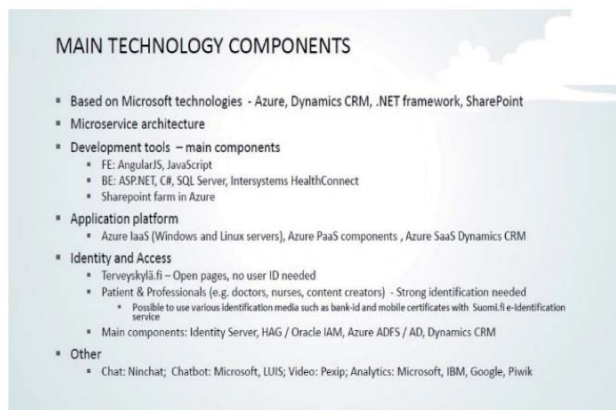 MAIN TECHNOLOGY COMPONENTS
▪ Based on Microsoft technologies - Azure, Dynamics CRM, .NET framework, SharePoint
▪ Microservice architecture
▪ Development tools – main components
▪ FE: AngularJS, JavaScript
▪ BE: ASP.NET, C#, SQL Server, Intersystems HealthConnect
▪ Sharepoint farm in Azure
▪ Application platform
▪ Azure IaaS (Windows and Linux servers), Azure PaaS components , Azure SaaS Dynamics CRM
▪ Identity and Access
▪ Terveyskylä.fi – Open pages, no user ID needed
▪ Patient & Professionals (e.g. doctors, nurses, content creators) - Strong identification needed
▪ Possible to use various identification media such as bank-id and mobile certificates with Suomi.fi e-Identification
service
▪ Main components: Identity Server, HAG / Oracle IAM, Azure ADFS / AD, Dynamics CRM
▪ Other
▪ Chat: Ninchat; Chatbot: Microsoft, LUIS; Video: Pexip; Analytics: Microsoft, IBM, Google, Piwik